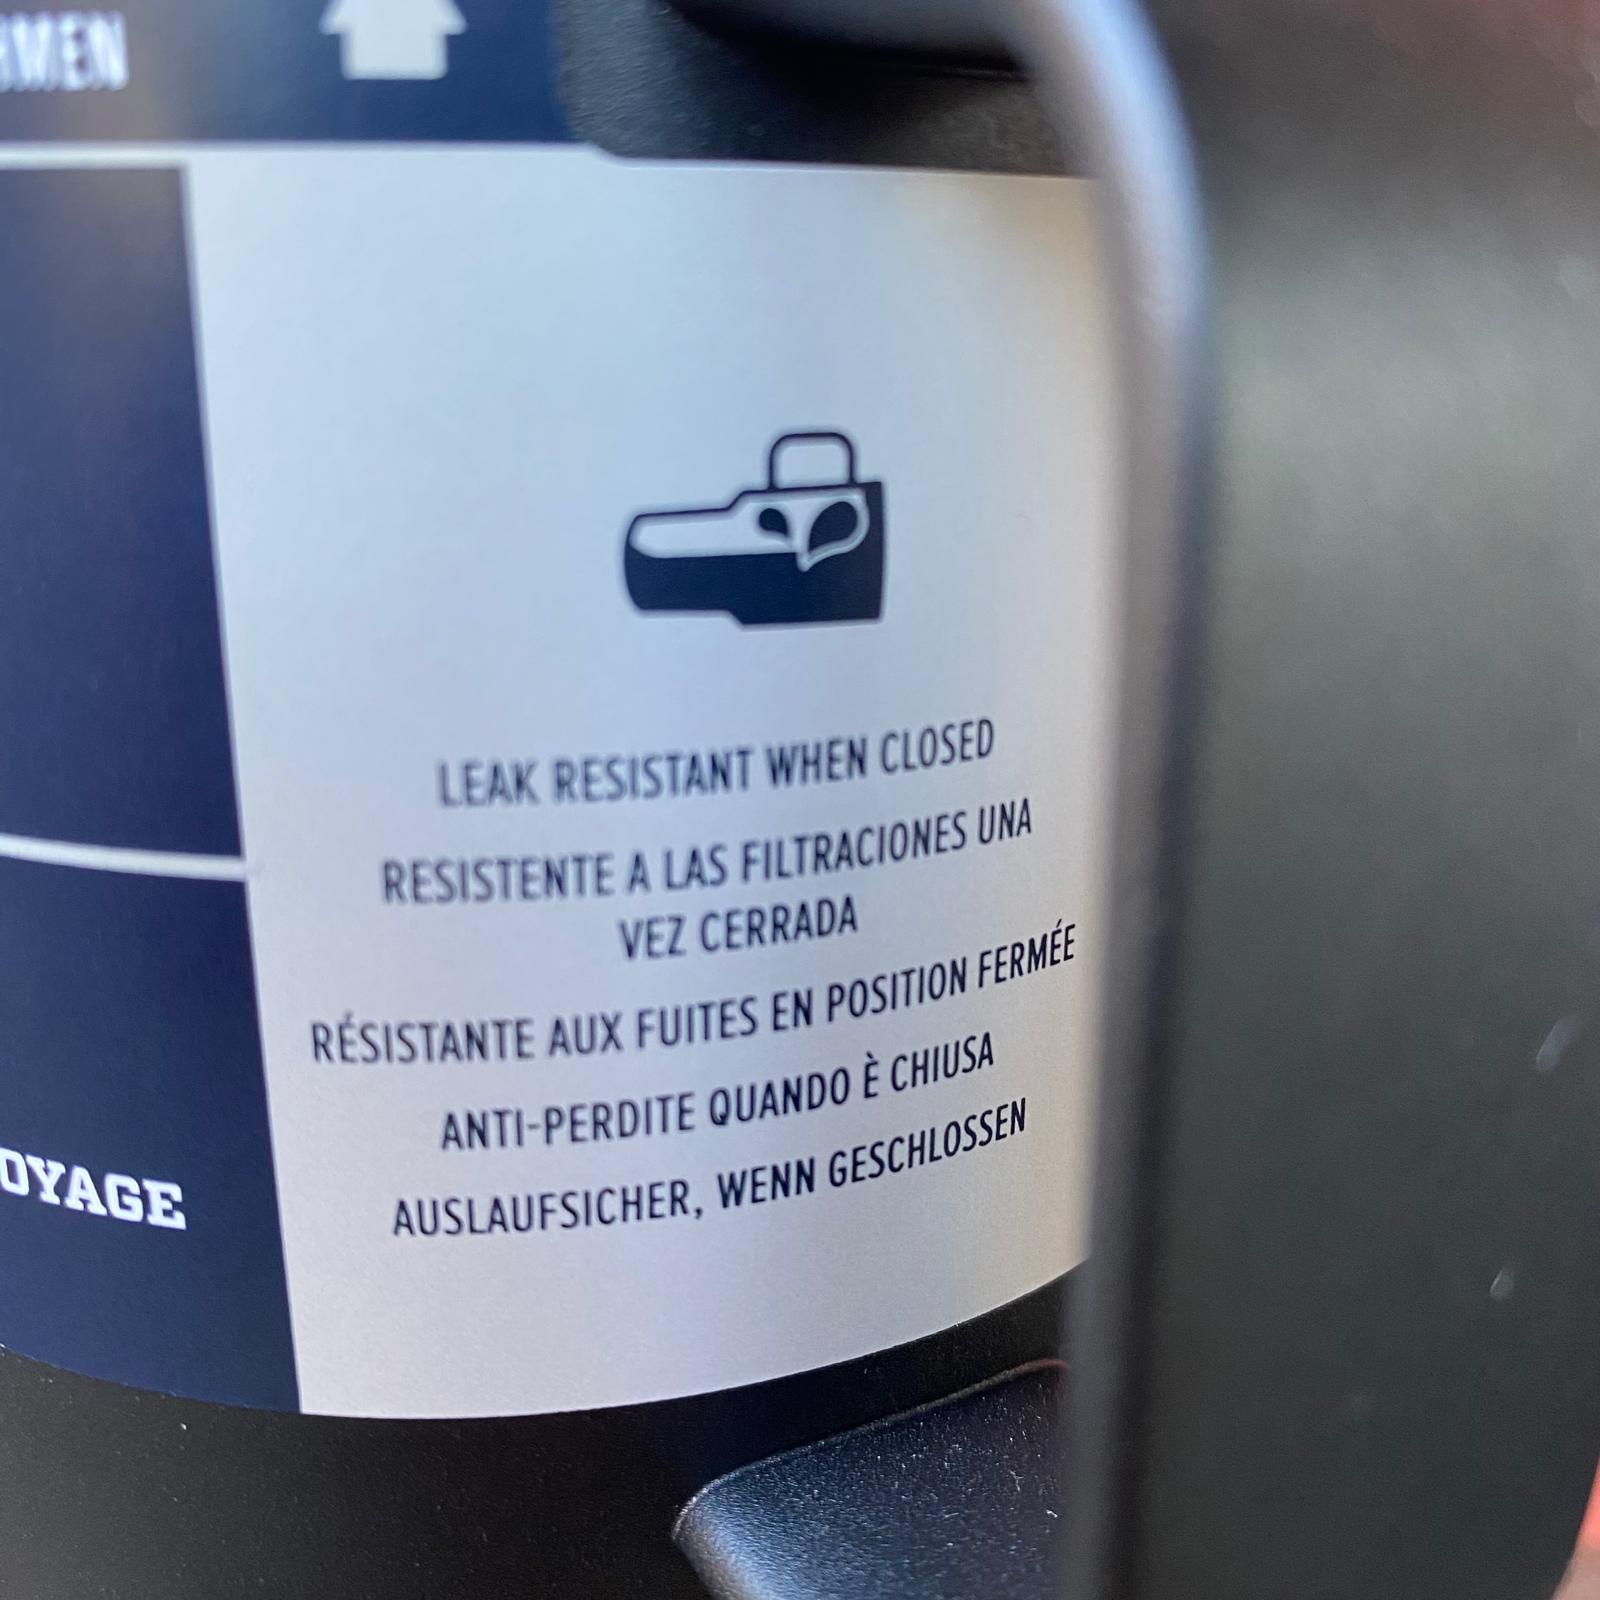 LEAK RESISTANT WHEN CLOSED
RESISTENTE A LAS FILTRACIONES UNA
VEZ CERRADA
RÉSISTANTE AUX FUITES EN POSITION FERMÉE
ANTI-PERDITE QUANDO È CHIUSA
AUSLAUFSICHER, WENN GESCHLOSSEN